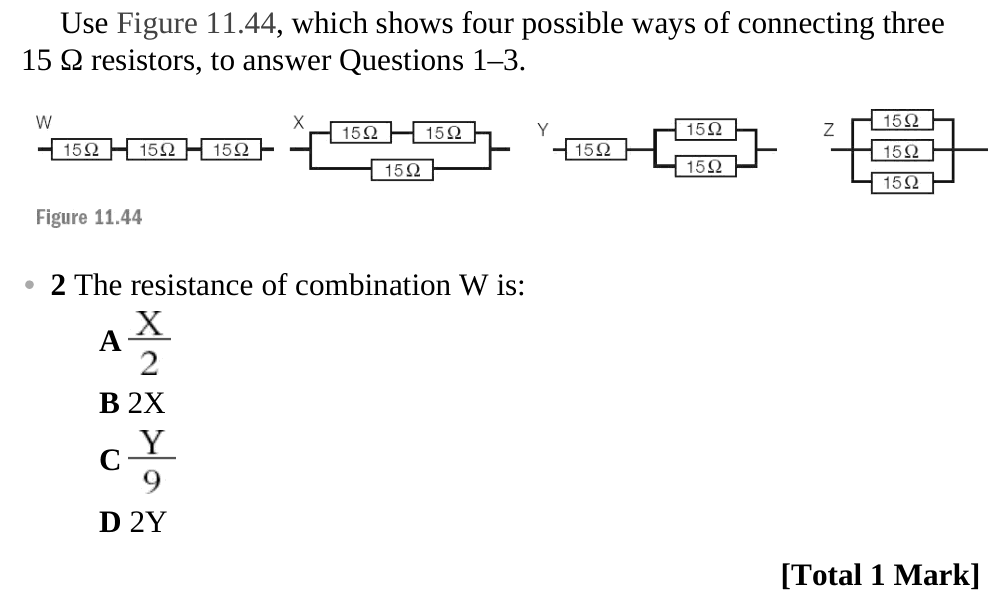 Use Figure 11.44, which shows four possible ways of connecting three
15 Ω resistors, to answer Questions 1–3.
W
15Ω 15Ω 15Ω
X
15Ω 15Ω
15Ω
Y
15Ω
15Ω
15Ω
Z
15Ω
15Ω
15Ω
Figure 11.44
• 2 The resistance of combination W is:
A X/2
B 2X
C Y/9
D 2Y
[Total 1 Mark]